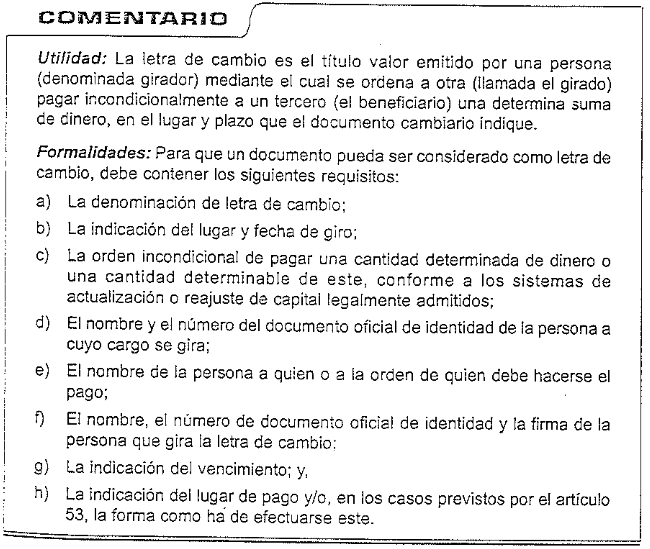 COMENTARIO
Utilidad: La letra de cambio es el título valor emitido por una persona
(denominada girador) mediante el cual se ordena a otra (llamada el girado)
pagar incondicionalmente a un tercero (el beneficiario) una determina suma
de dinero, en el lugar y plazo que el documento cambiario indique.
Formalidades: Para que un documento pueda ser considerado como letra de
cambio, debe contener los siguientes requisitos:
a) La denominación de letra de cambio;
b) La indicación del lugar y fecha de giro;
c) La orden incondicional de pagar una cantidad determinada de dinero o
una cantidad determinable de este, conforme a los sistemas de
actualización o reajuste de capital legalmente admitidos;
d) El nombre y el número del documento oficial de identidad de la persona a
cuyo cargo se gira;
e) El nombre de la persona a quien o a la orden de quien debe hacerse el
pago;
f) El nombre, el número de documento oficial de identidad y la firma de la
persona que gira la letra de cambio;
g) La indicación del vencimiento; y,
h) La indicación del lugar de pago y/o, en los casos previstos por el artículo
53, la forma como ha de efectuarse este.